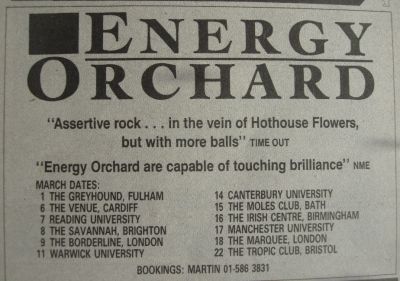 ENERGY
ORCHARD
"Assertive rock . . . in the vein of Hothouse Flowers,
but with more balls" TIME OUT
"Energy Orchard are capable of touching brilliance" NME
MARCH DATES:
1 THE GREYHOUND, FULHAM
6 THE VENUE, CARDIFF
7 READING UNIVERSITY
8 THE SAVANNAH, BRIGHTON
9 THE BORDERLINE, LONDON
11 WARWICK UNIVERSITY
14 CANTERBURY UNIVERSITY
15 THE MOLES CLUB, BATH
16 THE IRISH CENTRE, BIRMINGHAM
17 MANCHESTER UNIVERSITY
18 THE MARQUEE, LONDON
22 THE TROPIC CLUB, BRISTOL
BOOKINGS: MARTIN 01-586 3831